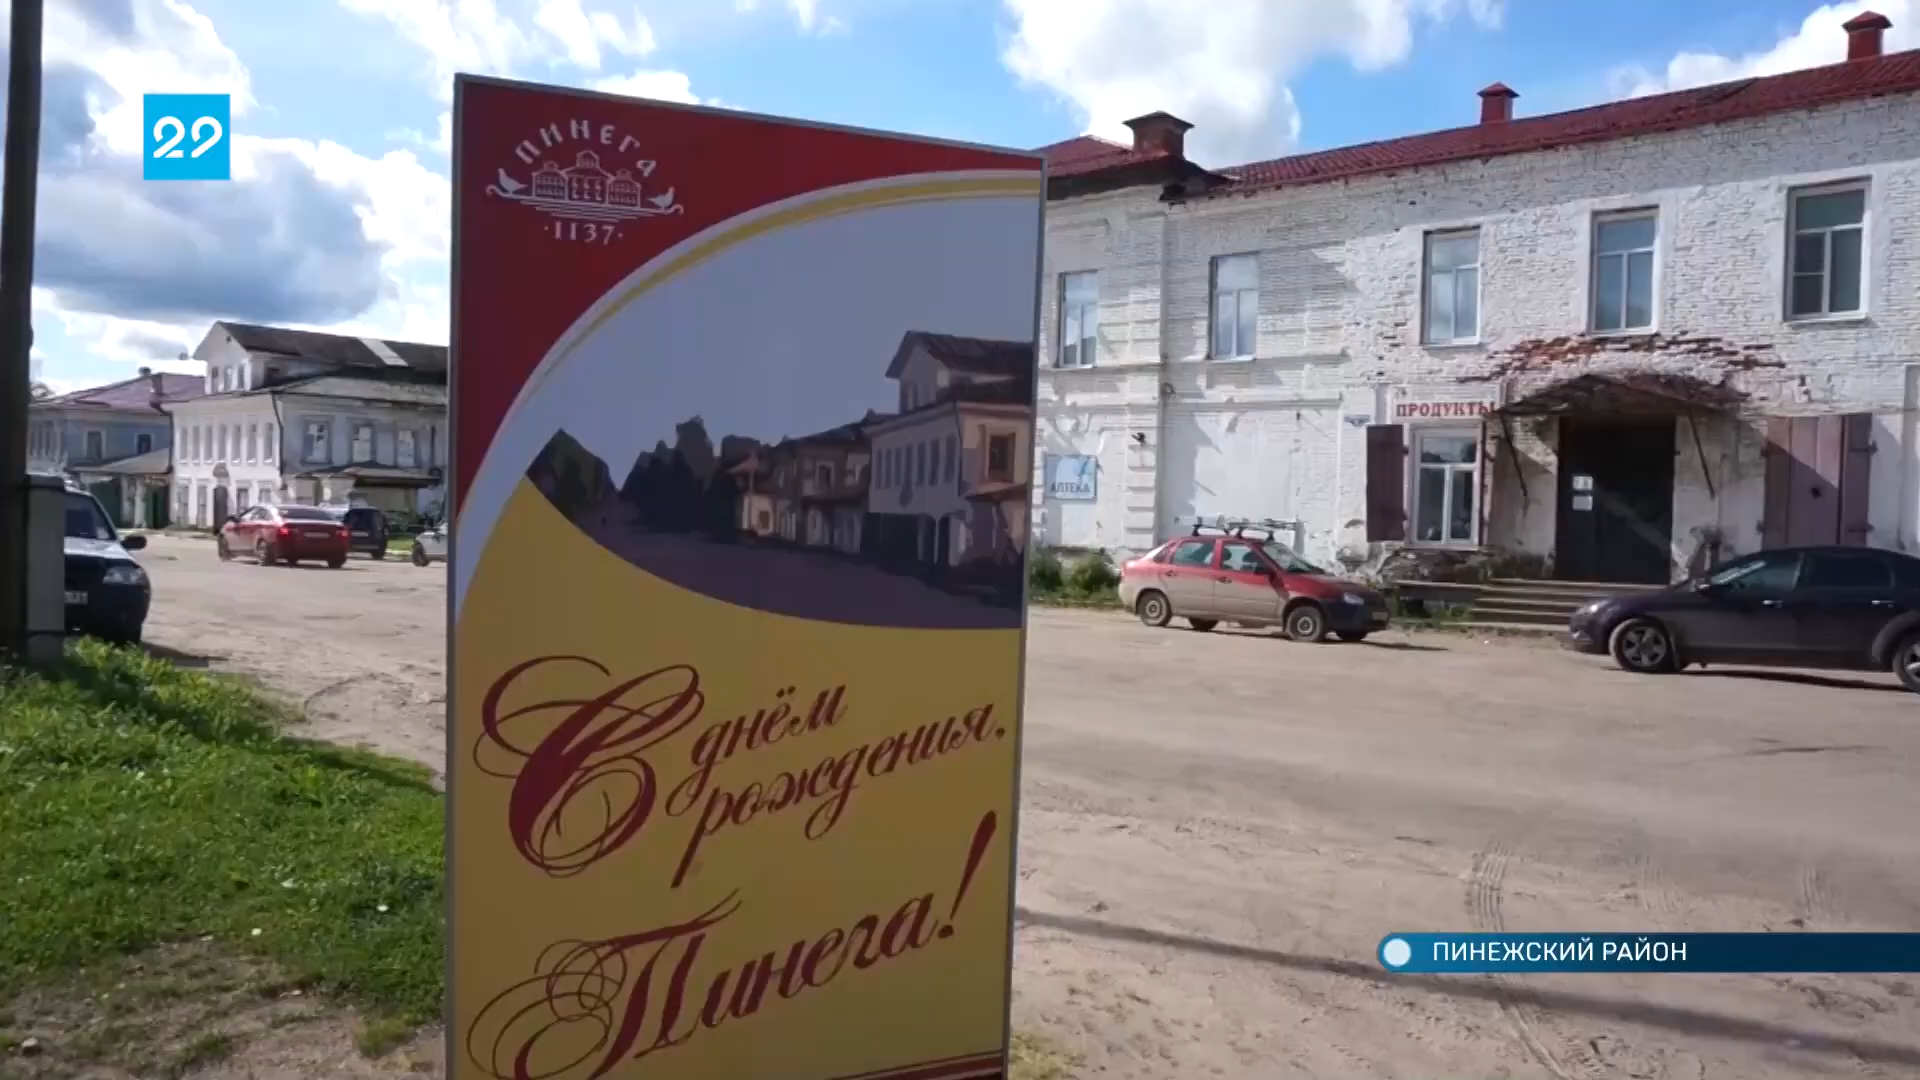 29
ПИНЕГА
·1137·
ПРОДУКТЫ
АПТЕКА
С днём
рождения,
Пинега!
ПИНЕЖСКИЙ РАЙОН